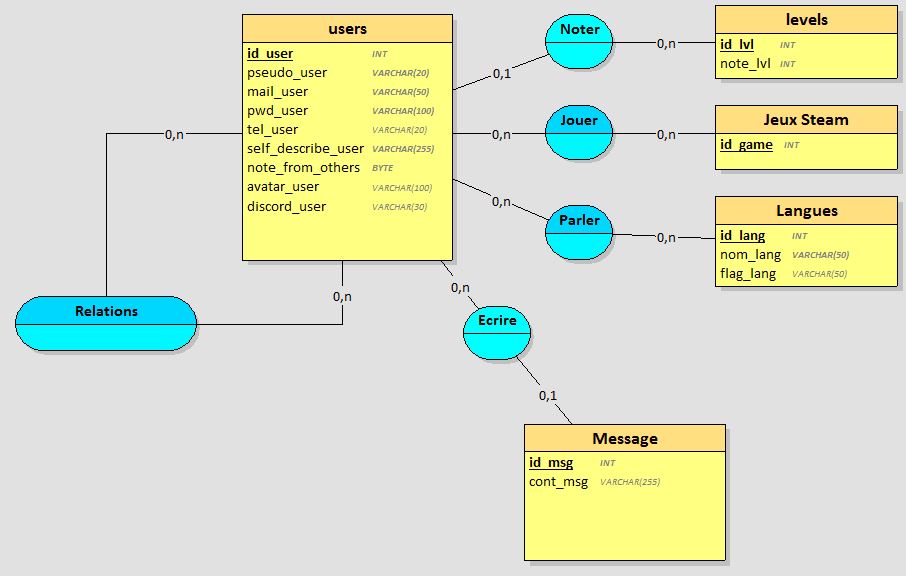 users
id_user INT
pseudo_user VARCHAR(20)
mail_user VARCHAR(50)
pwd_user VARCHAR(100)
tel_user VARCHAR(20)
self_describe_user VARCHAR(255)
note_from_others BYTE
avatar_user VARCHAR(100)
discord_user VARCHAR(30)
0,1
Noter
0,n
levels
id_lvl INT
note_lvl INT
0,n
Jouer
0,n
Jeux Steam
id_game INT
0,n
Parler
0,n
Langues
id_lang INT
nom_lang VARCHAR(50)
flag_lang VARCHAR(50)
0,n
Relations
0,n
0,n
Ecrire
0,1
Message
id_msg INT
cont_msg VARCHAR(255)